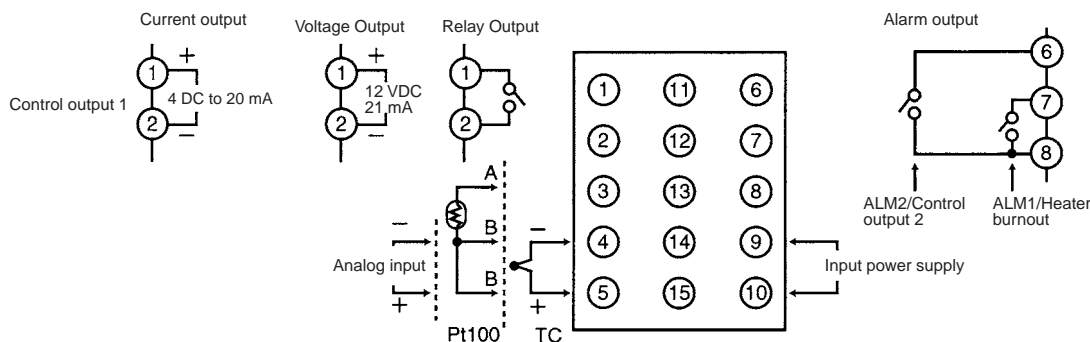 Current output
Voltage Output
Relay Output
Alarm output
Control output 1
1
+
4 DC to 20 mA
2
−
1
+
12 VDC
21 mA
2
−
1
2
6
7
8
ALM2/Control
output 2
ALM1/Heater
burnout
1 11 6
2 12 7
3 13 8
4 14 9
5 15 10
A
B
B
−
Analog input
+
−
+
Pt100
TC
Input power supply